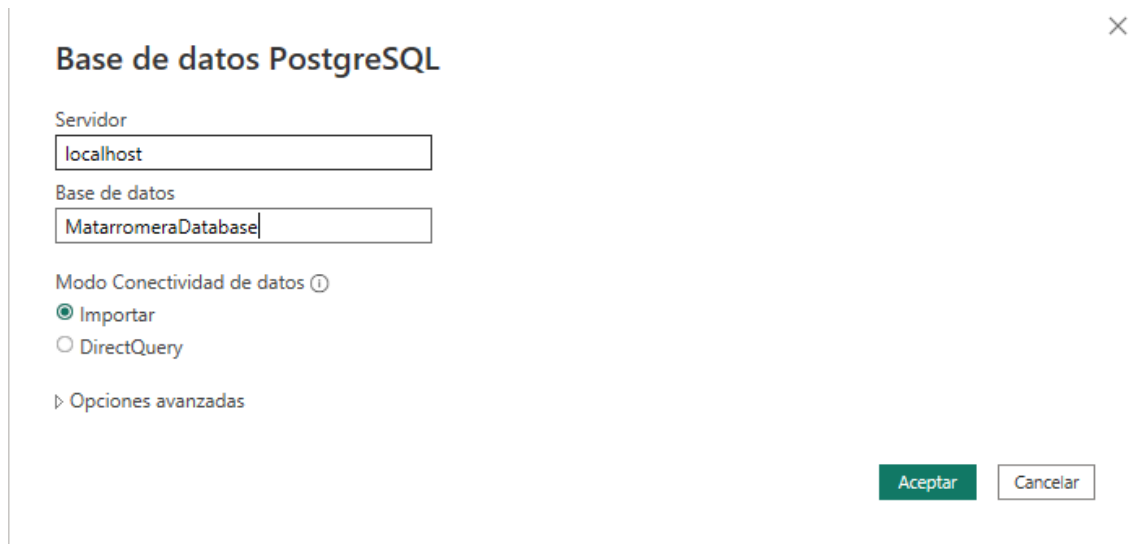 Base de datos PostgreSQL
Servidor
localhost
Base de datos
MatarromeraDatabase
Modo Conectividad de datos
Importar
DirectQuery
Opciones avanzadas
Aceptar Cancelar